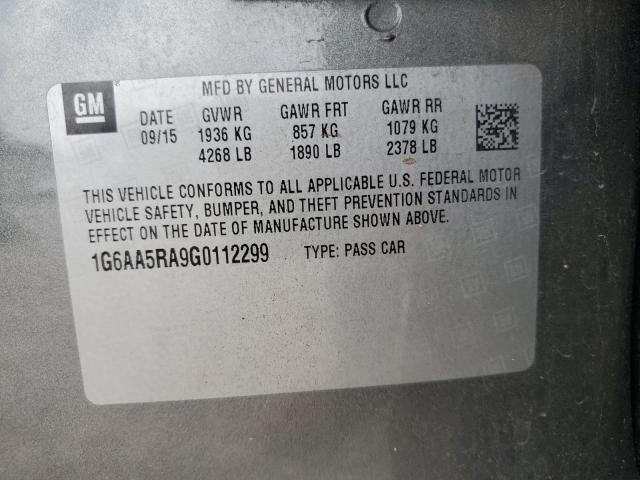 GM
MFD BY GENERAL MOTORS LLC
DATE GVWR GAWR FRT GAWR RR
09/15 1936 KG 857 KG 1079 KG
4268 LB 1890 LB 2378 LB
THIS VEHICLE CONFORMS TO ALL APPLICABLE U.S. FEDERAL MOTOR
VEHICLE SAFETY, BUMPER, AND THEFT PREVENTION STANDARDS IN
EFFECT ON THE DATE OF MANUFACTURE SHOWN ABOVE.
1G6AA5RA9G0112299 TYPE: PASS CAR